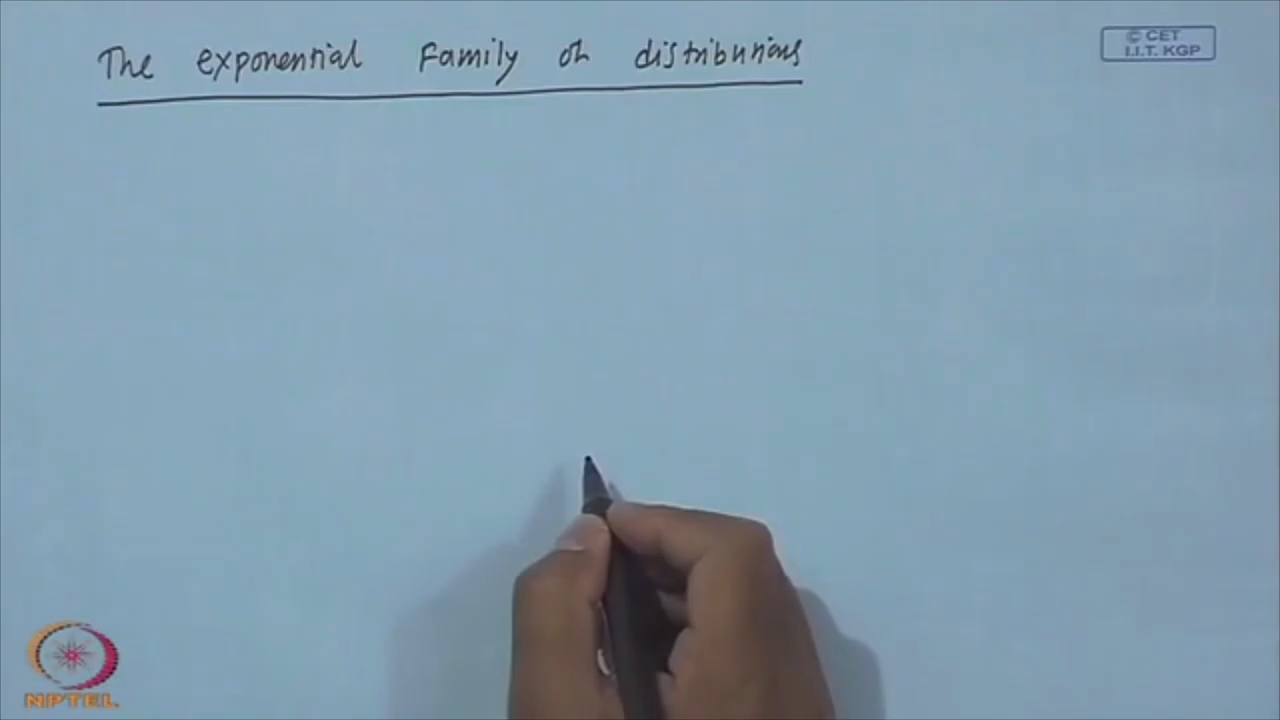 The exponential Family of distributions
© CET
I.I.T. KGP
NPTEL